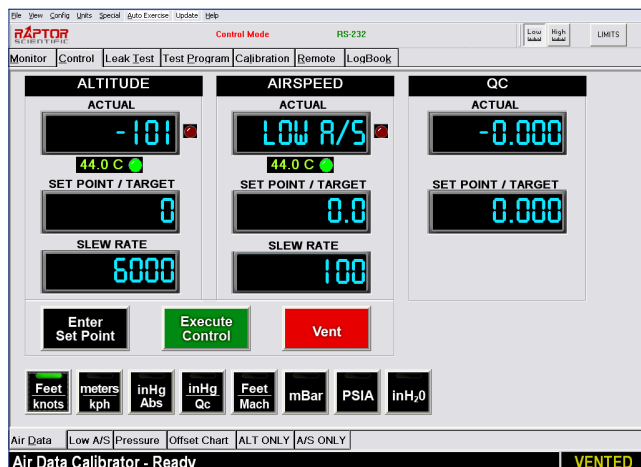 File View Config Units Special Auto Exercise Update Help
RAPTOR SCIENTIFIC
Control Mode RS-232
Low High LIMITS
Monitor Control Leak Test Test Program Calibration Remote LogBook
ALTITUDE AIRSPEED QC
ACTUAL ACTUAL ACTUAL
-101 LOW A/S -0.000
44.0 C 44.0 C
SET POINT / TARGET SET POINT / TARGET SET POINT / TARGET
0 0.0 0.000
SLEW RATE SLEW RATE
6000 100
Enter Set Point Execute Control Vent
Feet knots meters kph inHg Abs inHg Qc Feet Mach mBar PSIA inH₂0
Air Data Low A/S Pressure Offset Chart ALT ONLY A/S ONLY
Air Data Calibrator - Ready VENTED